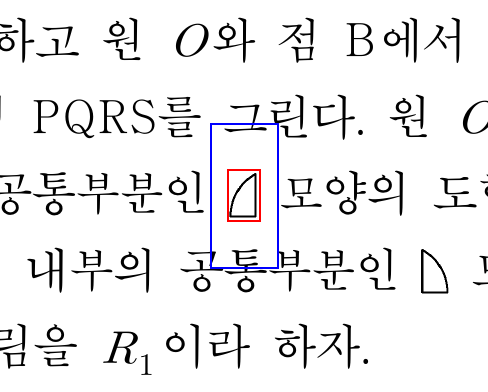 하고 원 O와 점 B에서
PQRS를 그린다. 원
공통부분인 모양의
내부의 공통부분인
림을 R₁이라 하자.